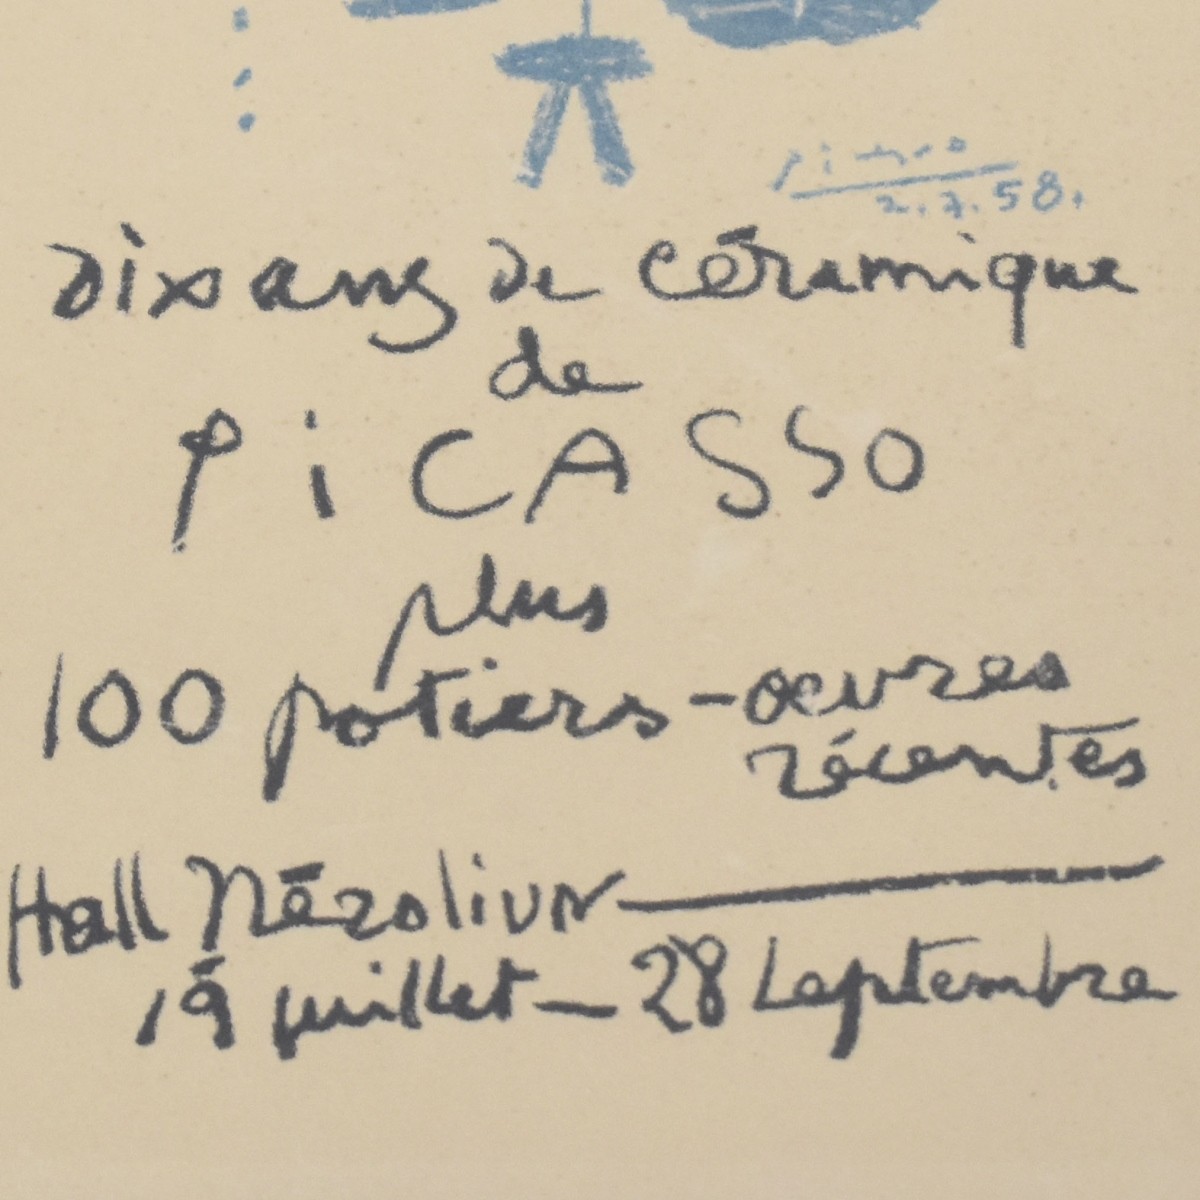 Picasso
2.7.58.
Dix ans de céramique
de
PiCASSO
plus
100 potiers - œuvres
récentes
Hall Nérolium
19 juillet - 28 Septembre